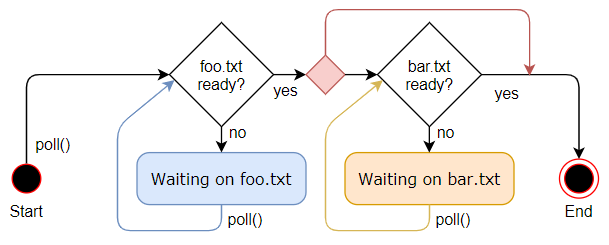 foo.txt
ready?
yes
bar.txt
ready?
yes
poll()
no
no
Waiting on foo.txt
Waiting on bar.txt
Start
poll()
poll()
End